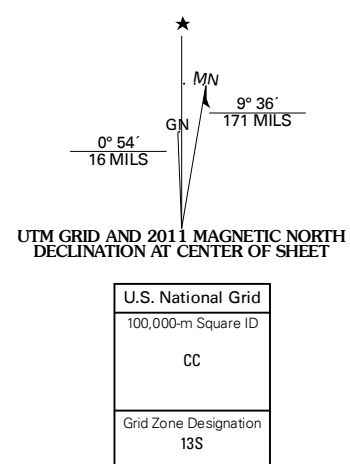 ★
MN
GN
9° 36´
171 MILS
0° 54´
16 MILS
UTM GRID AND 2011 MAGNETIC NORTH
DECLINATION AT CENTER OF SHEET
U.S. National Grid
100,000-m Square ID
CC
Grid Zone Designation
13S